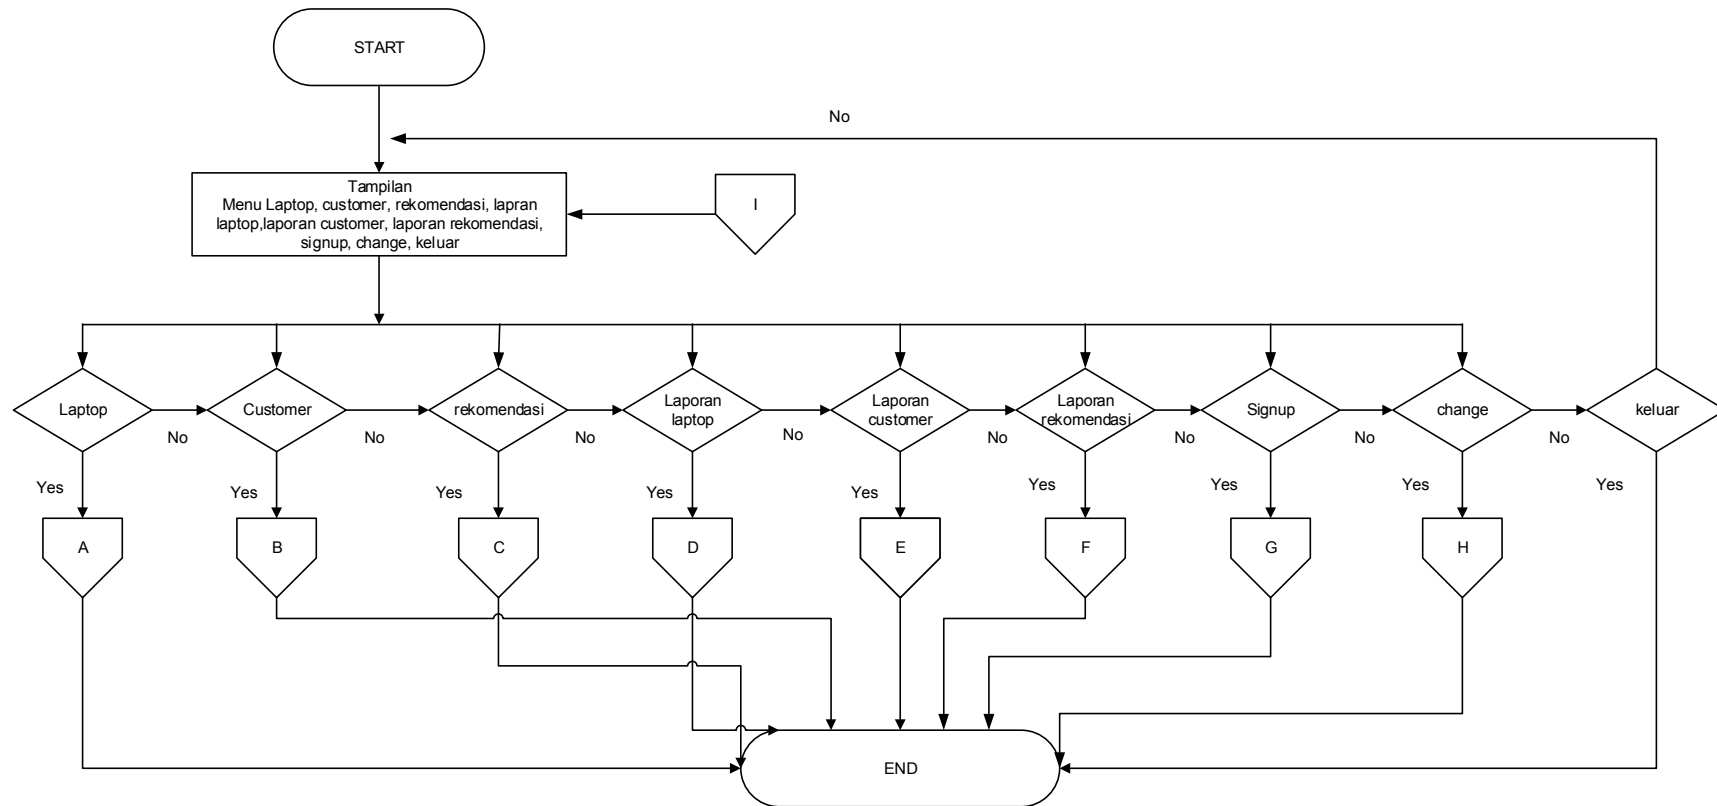 START
No
Tampilan
Menu Laptop, customer, rekomendasi, lapran
laptop,laporan customer, laporan rekomendasi,
signup, change, keluar
I
Laptop
No
Customer
No
rekomendasi
No
Laporan
laptop
No
Laporan
customer
No
Laporan
rekomendasi
No
Signup
No
change
No
keluar
Yes
Yes
Yes
Yes
Yes
Yes
Yes
Yes
Yes
A
B
C
D
E
F
G
H
END